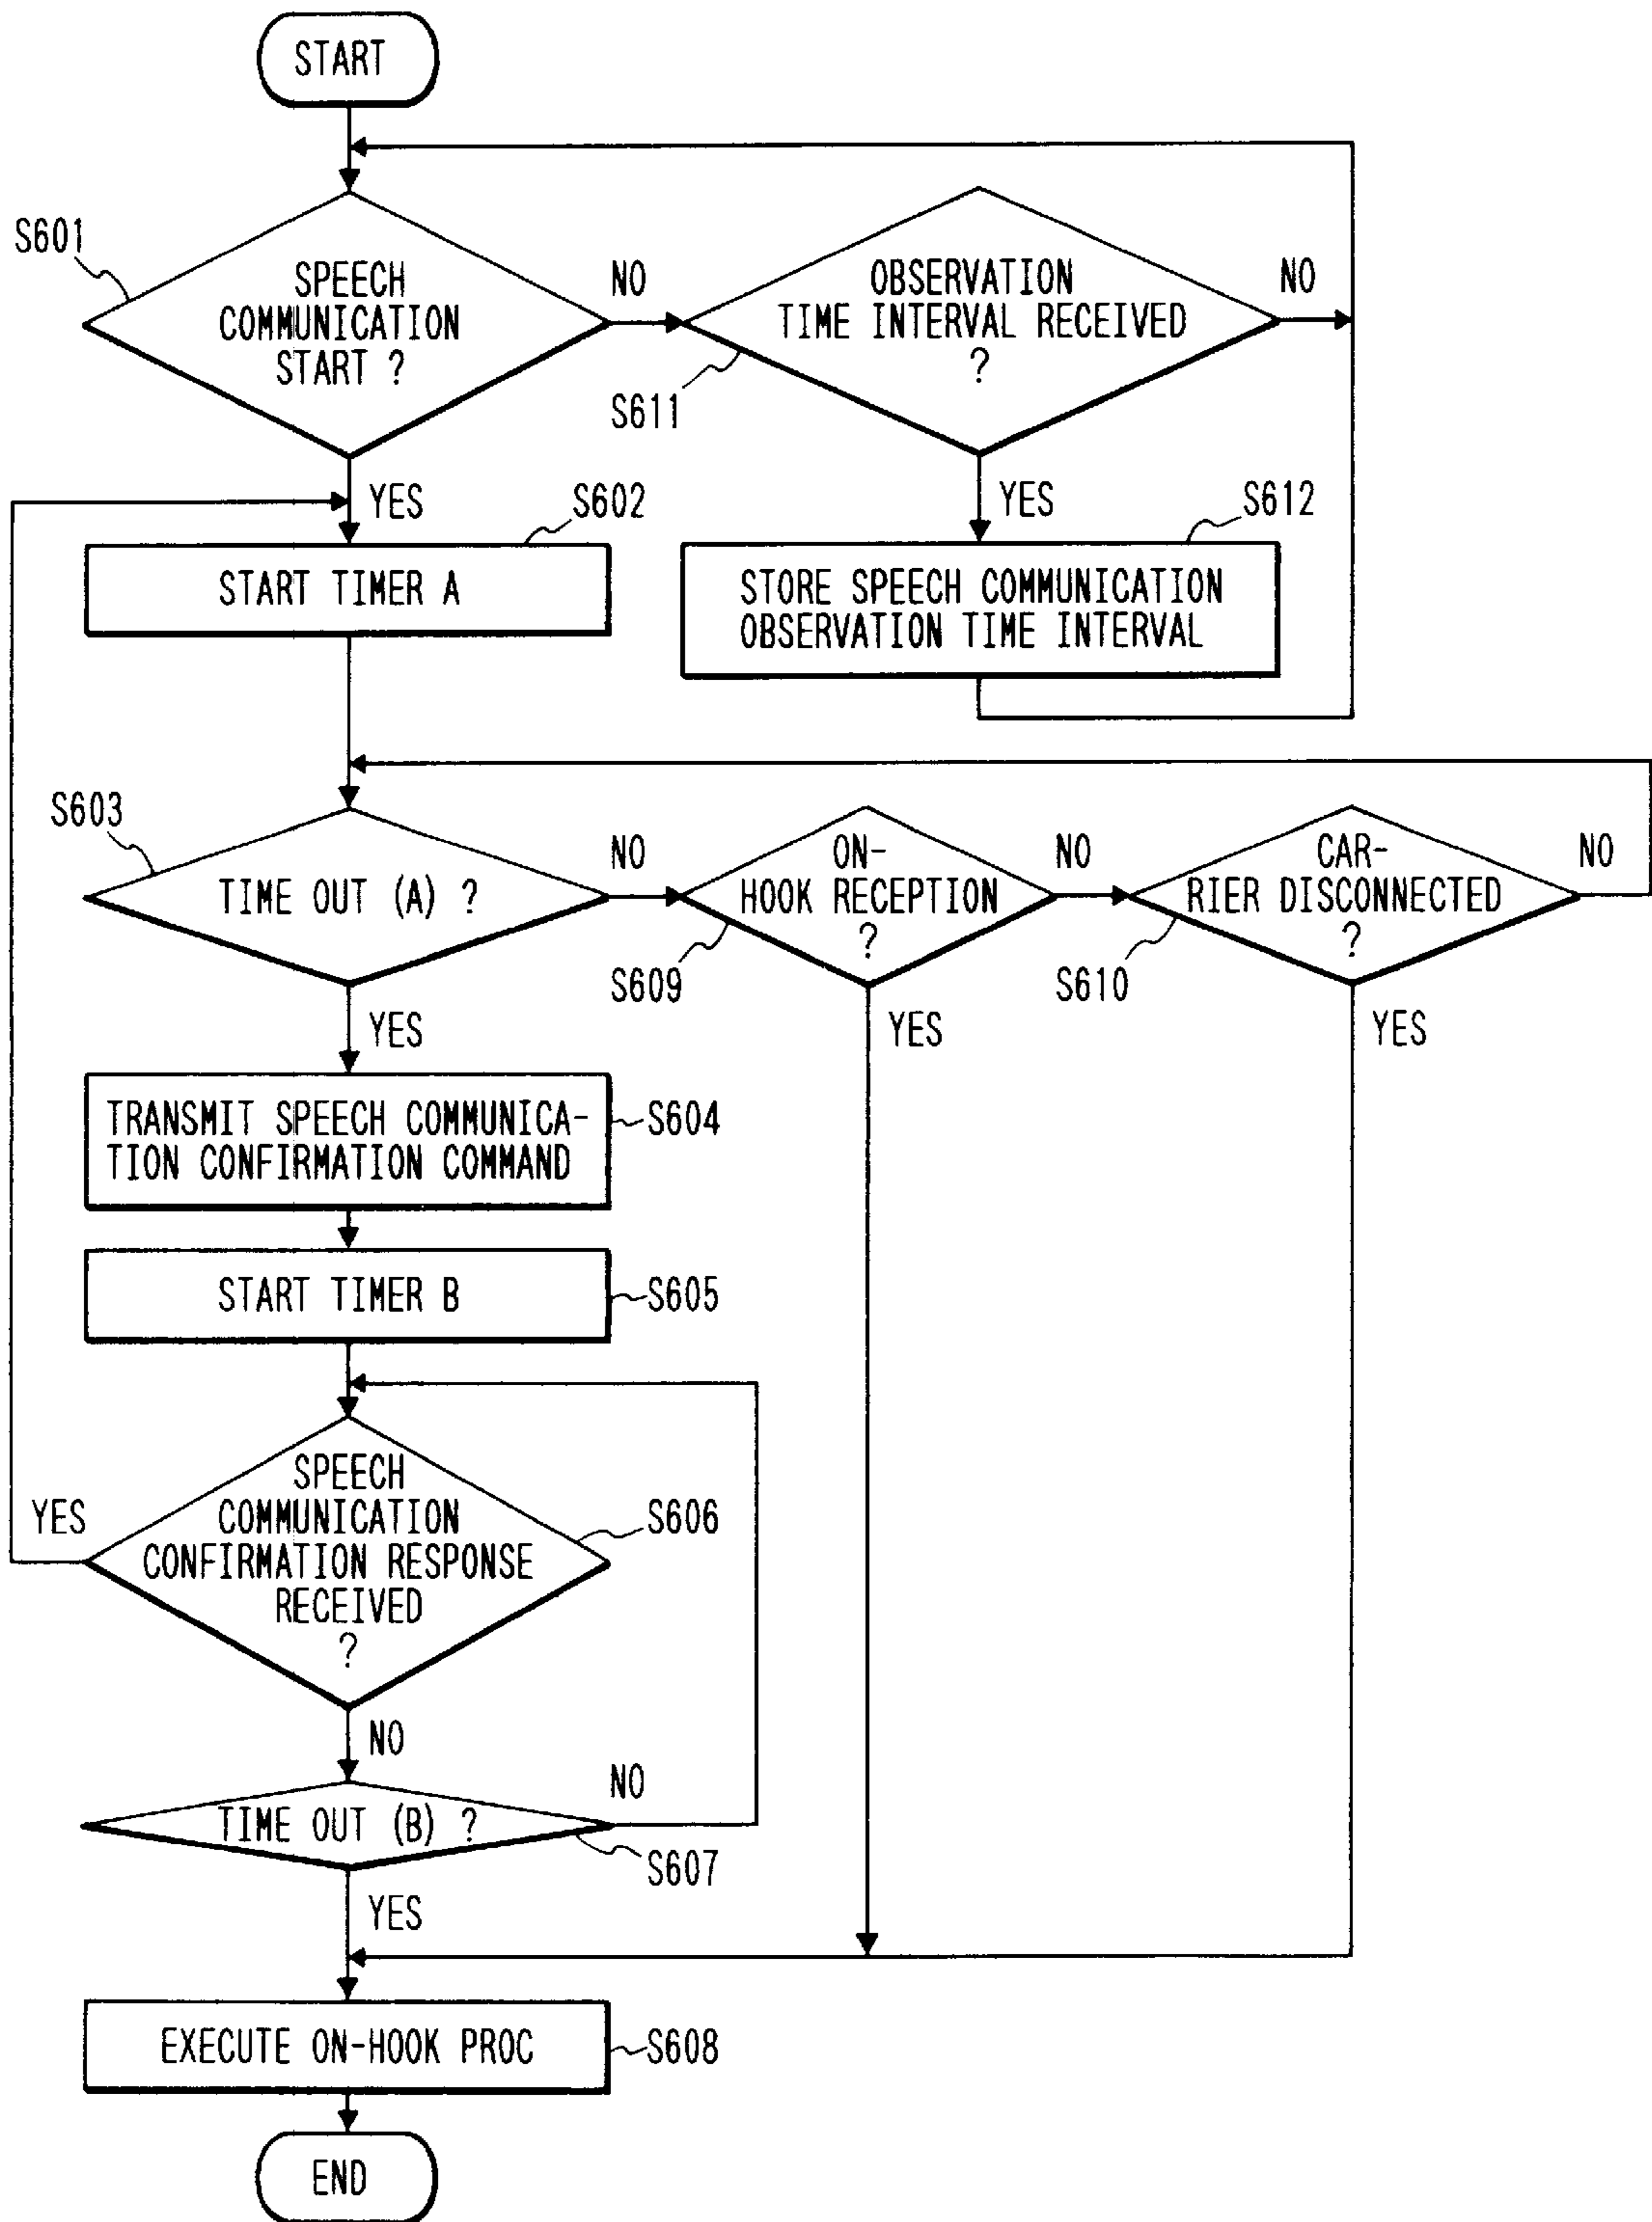 START
S601
SPEECH
COMMUNICATION
START ?
NO
OBSERVATION
TIME INTERVAL RECEIVED
?
NO
S611
YES
S602
YES
S612
START TIMER A
STORE SPEECH COMMUNICATION
OBSERVATION TIME INTERVAL
S603
TIME OUT (A) ?
NO
ON-
HOOK RECEPTION
?
NO
CAR-
RIER DISCONNECTED
?
NO
S609
S610
YES
YES
YES
TRANSMIT SPEECH COMMUNICA-
TION CONFIRMATION COMMAND
S604
START TIMER B
S605
SPEECH
COMMUNICATION
CONFIRMATION RESPONSE
RECEIVED
?
YES
S606
NO
TIME OUT (B) ?
NO
S607
YES
EXECUTE ON-HOOK PROC
S608
END